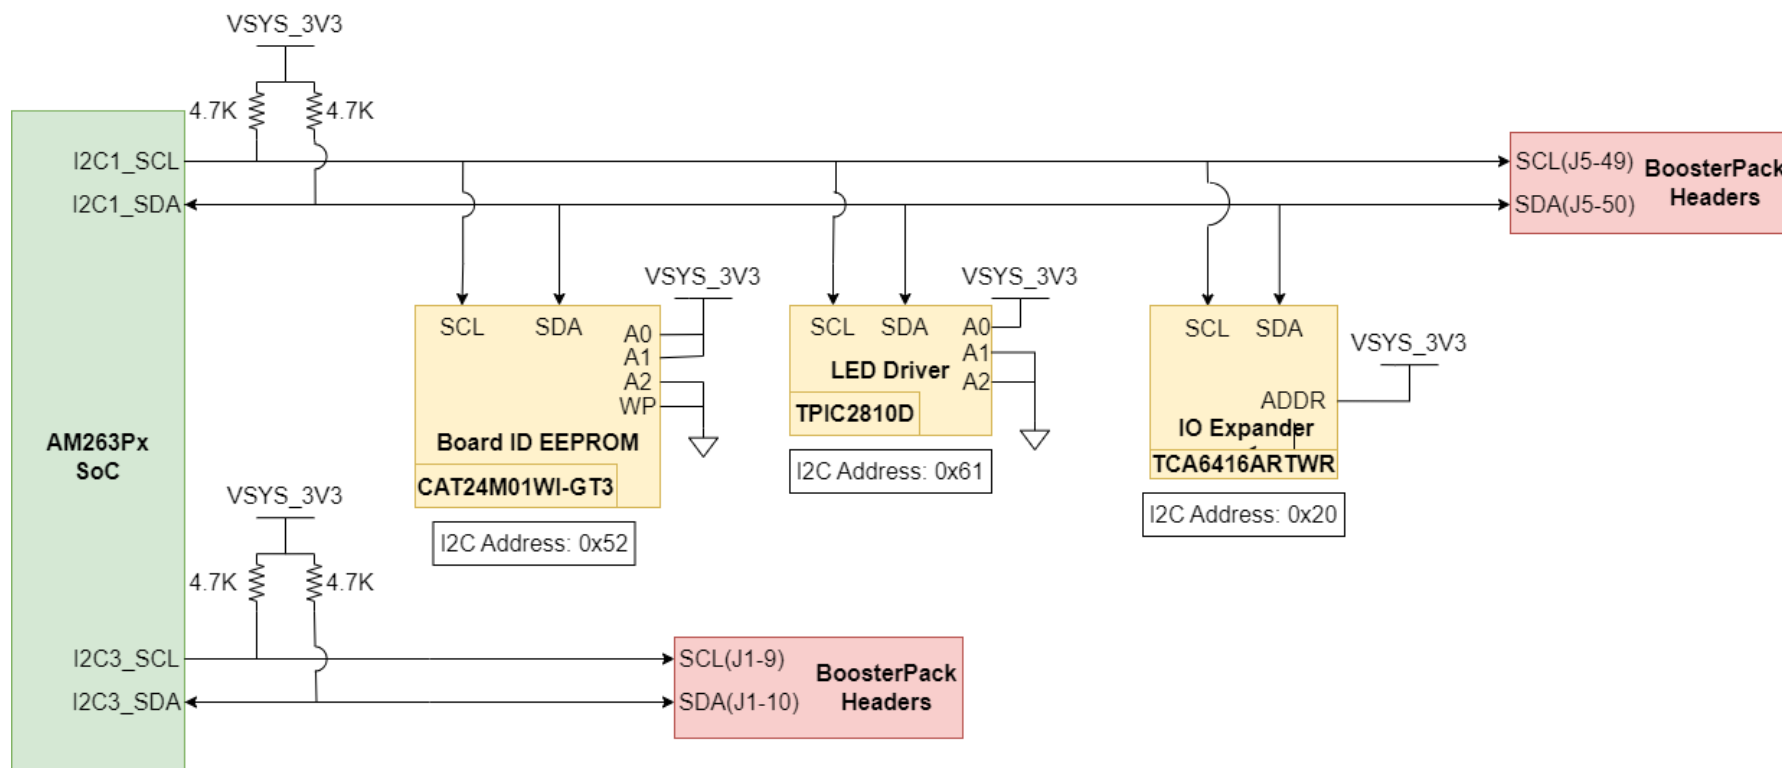 VSYS_3V3
4.7K
4.7K
I2C1_SCL
I2C1_SDA
SCL(J5-49)
SDA(J5-50)
BoosterPack
Headers
VSYS_3V3
SCL
SDA
A0
A1
A2
WP
Board ID EEPROM
CAT24M01WI-GT3
I2C Address: 0x52
VSYS_3V3
SCL
SDA
A0
A1
A2
LED Driver
TPIC2810D
I2C Address: 0x61
VSYS_3V3
SCL
SDA
ADDR
IO Expander
TCA6416ARTWR
I2C Address: 0x20
AM263Px
SoC
VSYS_3V3
4.7K
4.7K
I2C3_SCL
I2C3_SDA
SCL(J1-9)
SDA(J1-10)
BoosterPack
Headers